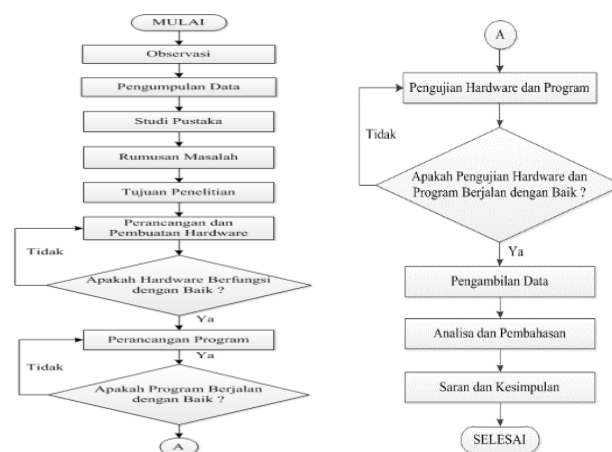 MULAI
Observasi
Pengumpulan Data
Studi Pustaka
Rumusan Masalah
Tujuan Penelitian
Perancangan dan
Pembuatan Hardware
Tidak
Apakah Hardware Berfungsi
dengan Baik ?
Ya
Perancangan Program
Ya
Tidak
Apakah Program Berjalan
dengan Baik ?
A
A
Pengujian Hardware dan Program
Tidak
Apakah Pengujian Hardware dan
Program Berjalan dengan Baik ?
Ya
Pengambilan Data
Analisa dan Pembahasan
Saran dan Kesimpulan
SELESAI